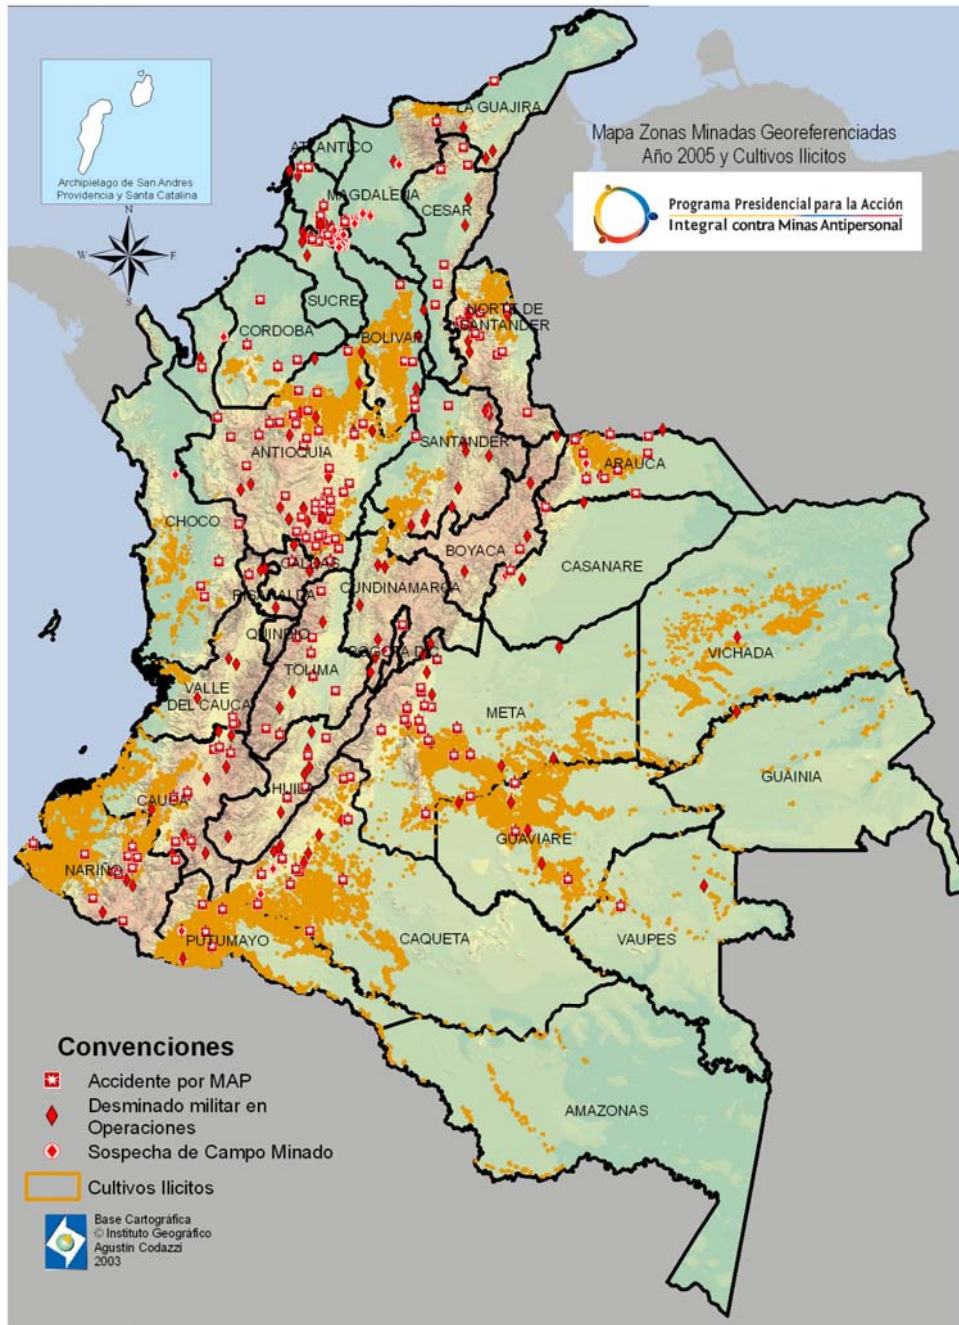 Archipielago de San Andres
Providencia y Santa Catalina
N
W
E
S
Mapa Zonas Minadas Georeferenciadas
Año 2005 y Cultivos Ilicitos
Programa Presidencial para la Acción
Integral contra Minas Antipersonal
LA GUAJIRA
ATLANTICO
MAGDALENA
CESAR
SUCRE
NORTE DE
SANTANDER
CORDOBA
BOLIVAR
SANTANDER
ANTIOQUIA
ARAUCA
CHOCO
BOYACA
CALDAS
CASANARE
CUNDINAMARCA
RISARALDA
QUINDIO
BOGOTA D.C.
VICHADA
TOLIMA
VALLE
DEL CAUCA
META
GUAINIA
HUILA
CAUCA
GUAVIARE
NARIÑO
PUTUMAYO
CAQUETA
VAUPES
AMAZONAS
Convenciones
Accidente por MAP
Desminado militar en
Operaciones
Sospecha de Campo Minado
Cultivos Ilicitos
Base Cartográfica
© Instituto Geográfico
Agustín Codazzi
2003